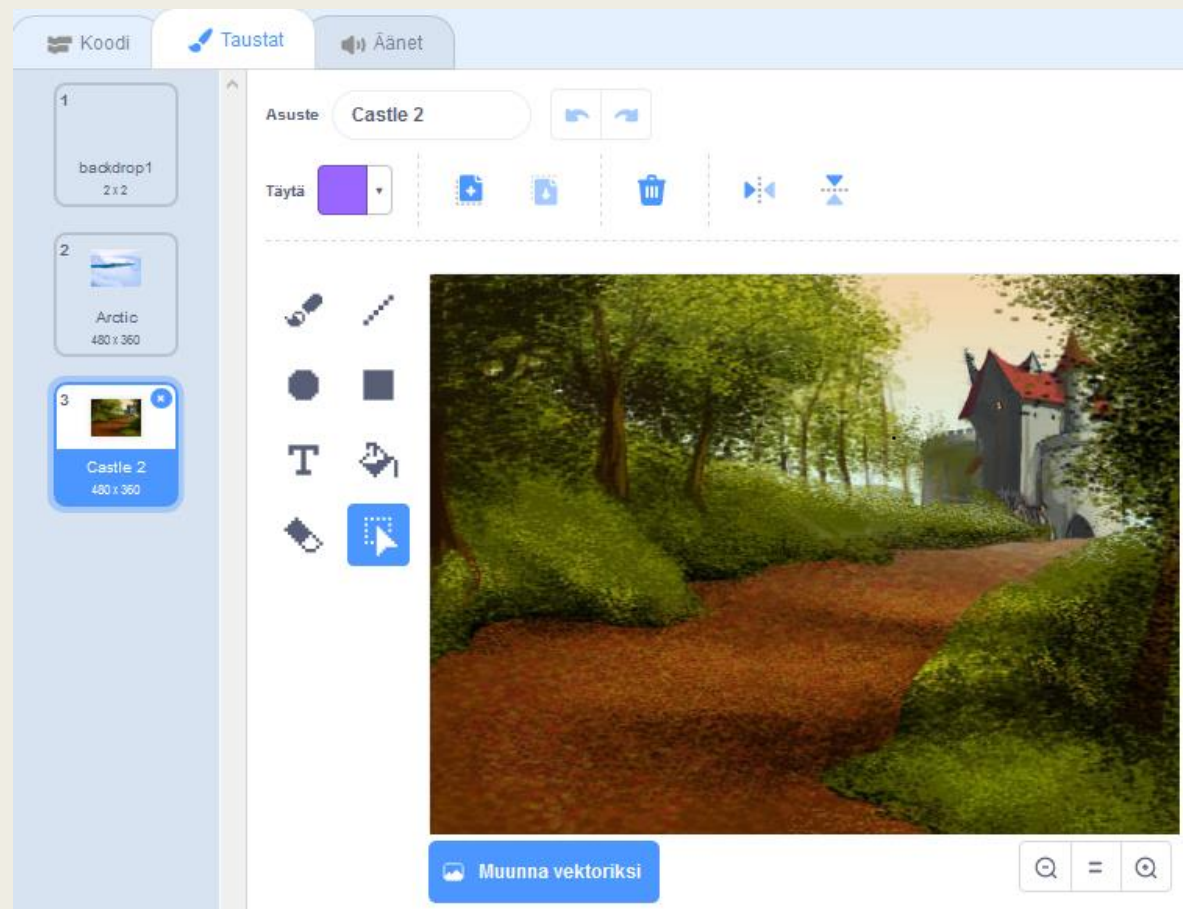 Koodi
Taustat
Äänet
1
backdrop1
2 x 2
2
Arctic
480 x 360
3
Castle 2
480 x 360
Asuste
Castle 2
Täytä
T
Muunna vektoriksi
=